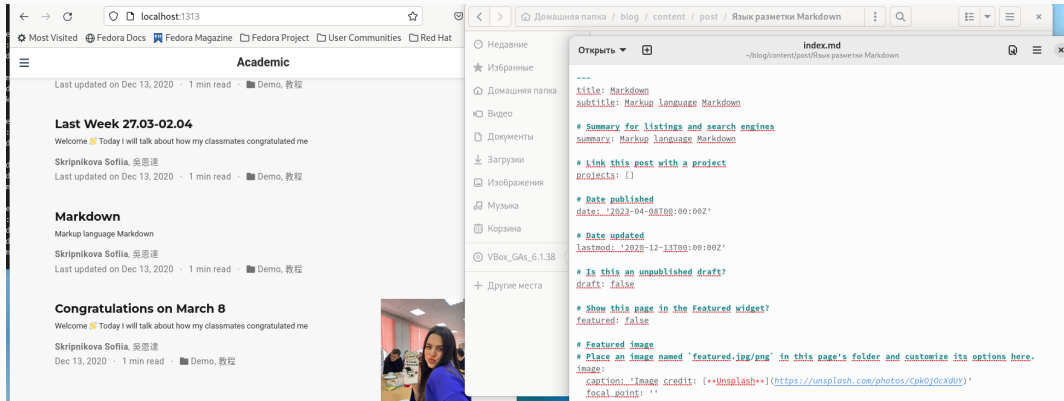 localhost:1313
Most Visited Fedora Docs Fedora Magazine Fedora Project User Communities Red Hat
Academic
Last updated on Dec 13, 2020 · 1 min read · Demo, 教程
Last Week 27.03-02.04
Welcome 👋 Today I will talk about how my classmates congratulated me
Skripnikova Sofiia, 吳恩達
Last updated on Dec 13, 2020 · 1 min read · Demo, 教程
Markdown
Markup language Markdown
Skripnikova Sofiia, 吳恩達
Last updated on Dec 13, 2020 · 1 min read · Demo, 教程
Congratulations on March 8
Welcome 👋 Today I will talk about how my classmates congratulated me
Skripnikova Sofiia, 吳恩達
Dec 13, 2020 · 1 min read · Demo, 教程
Домашняя папка / blog / content / post / Язык разметки Markdown
Недавние
Избранные
Домашняя папка
Видео
Документы
Загрузки
Изображения
Музыка
Корзина
VBox_GAs_6.1.38
Другие места
Открыть
index.md
~/blog/content/post/Язык разметки Markdown
---
title: Markdown
subtitle: Markup language Markdown
# Summary for listings and search engines
summary: Markup language Markdown
# Link this post with a project
projects: []
# Date published
date: '2023-04-08T00:00:00Z'
# Date updated
lastmod: '2020-12-13T00:00:00Z'
# Is this an unpublished draft?
draft: false
# Show this page in the Featured widget?
featured: false
# Featured image
# Place an image named `featured.jpg/png` in this page's folder and customize its options here.
image:
caption: 'Image credit: [**Unsplash**](https://unsplash.com/photos/CpkOjOcXdUY)'
focal_point: ''